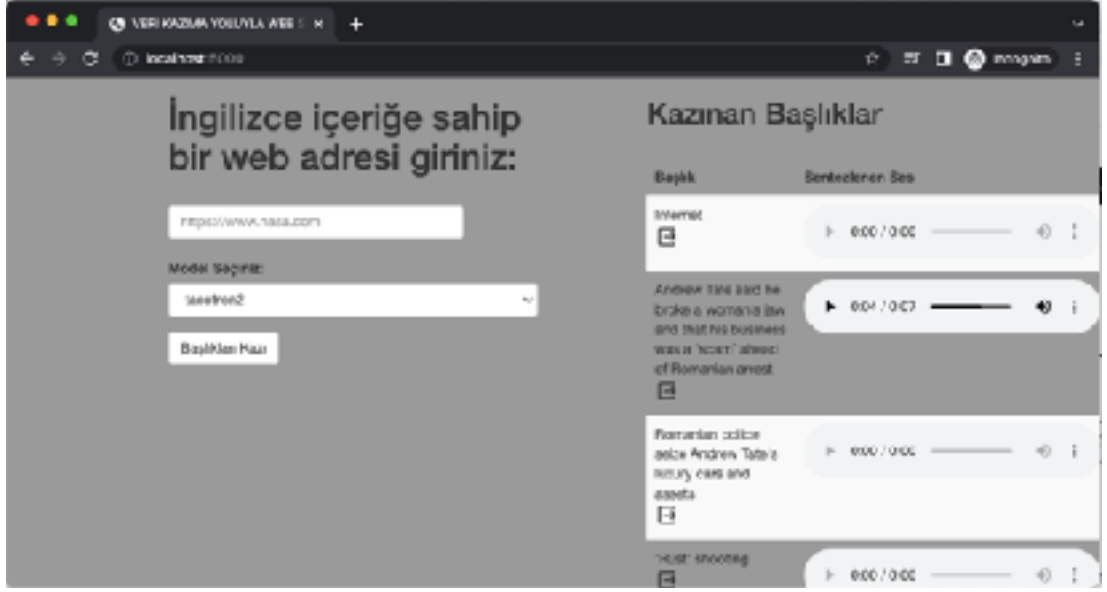 VERİ KAZIMA YOLUYLA WEB S
Incognito
İngilizce içeriğe sahip
bir web adresi giriniz:
https://www.nasa.com
Model Seçiniz:
tacotron2
Başlıkları Kazı
Kazınan Başlıklar
Başlık
Sentezlenen Ses
Internet
0:00 / 0:00
Andrew Tate said he
broke a woman's jaw
and that his business
was a "scam" ahead
of Romanian arrest
0:04 / 0:07
Romanian police
seize Andrew Tate's
luxury cars and
assets
0:00 / 0:00
'Rust' shooting
0:00 / 0:00